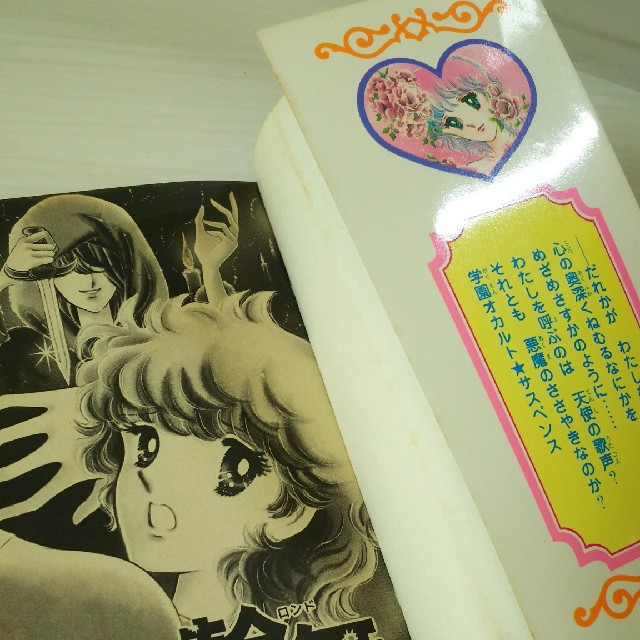 ──だれかが わたし
心の奥深くねむるなにかを
めざめさすかのように……
わたしを呼ぶのは 天使の歌声?
それとも 悪魔のささやきなのか?
学園オカルト★サスペンス
ロンド